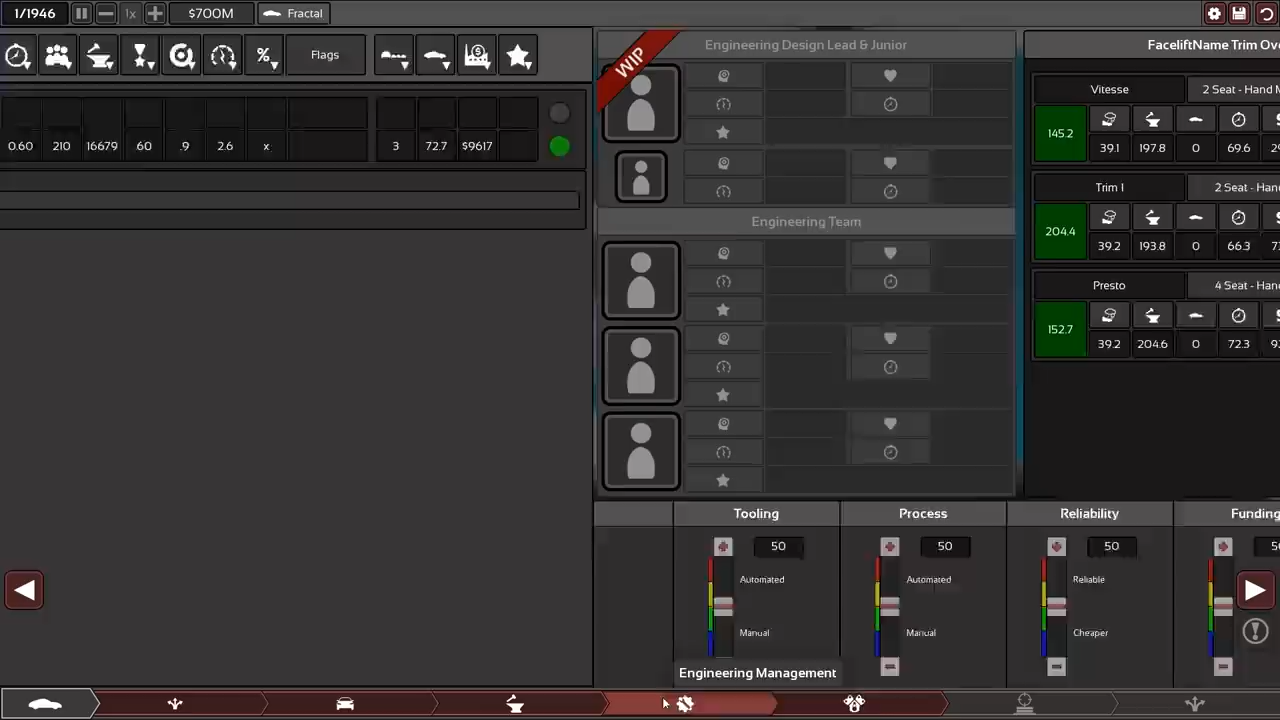 1/1946 1x $700M Fractal
% Flags
0.60 210 16679 60 .9 2.6 x 3 72.7 $9617
WIP
Engineering Design Lead & Junior
Engineering Team
FaceliftName Trim Ov
Vitesse 2 Seat - Hand M
145.2 39.1 197.8 0 69.6
Trim 1 2 Seat - Han
204.4 39.2 193.8 0 66.3
Presto 4 Seat - Hand
152.7 39.2 204.6 0 72.3
Tooling Process Reliability Funding
50 50 50
Automated Automated Reliable
Manual Manual Cheaper
Engineering Management